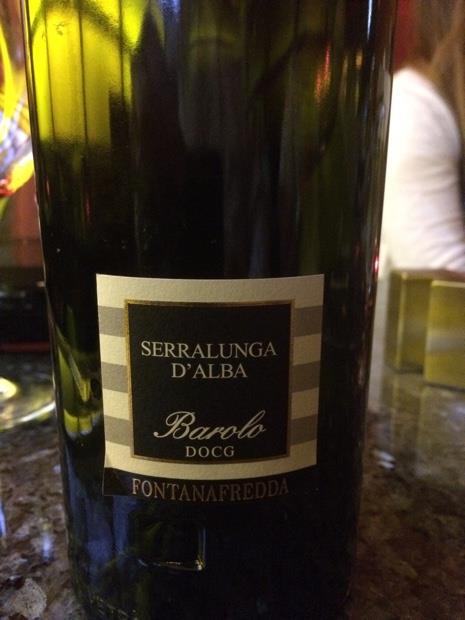 SERRALUNGA
D'ALBA
Barolo
DOCG
FONTANAFREDDA